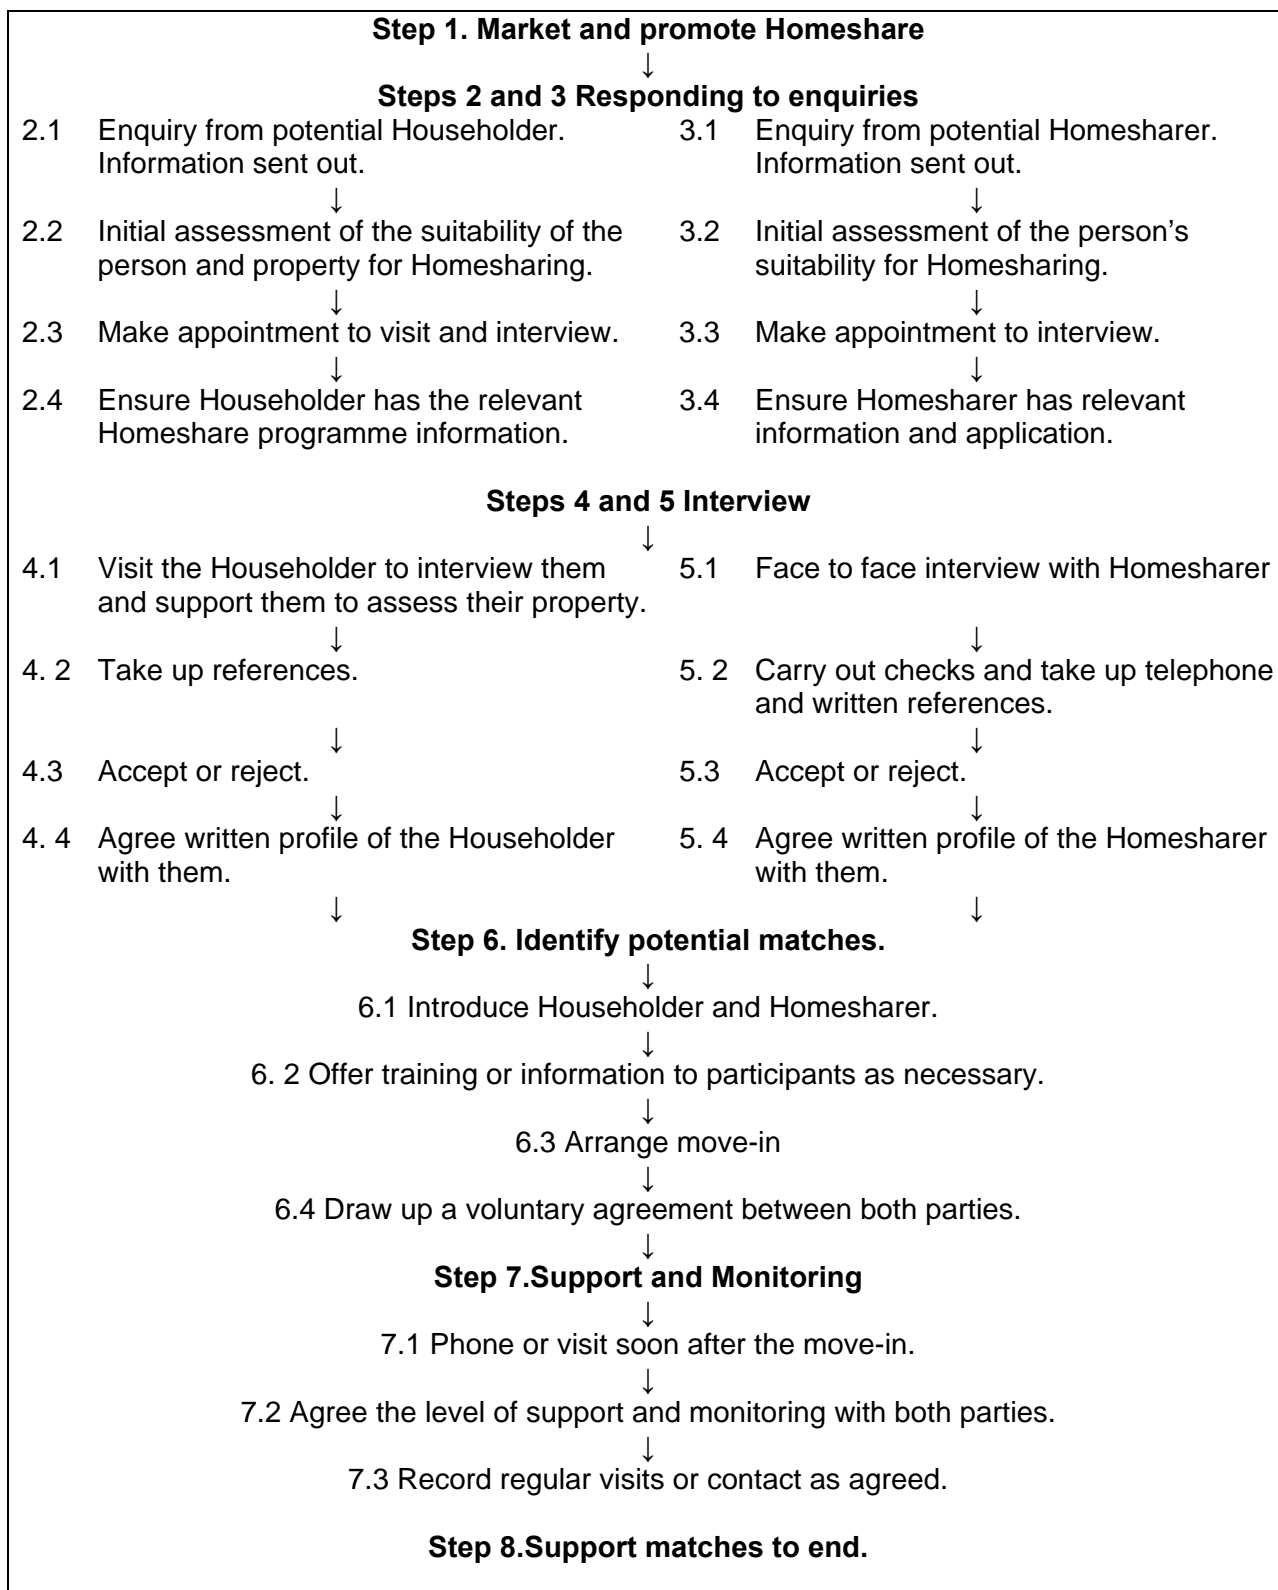 Step 1. Market and promote Homeshare
↓
Steps 2 and 3 Responding to enquiries
2.1 Enquiry from potential Householder. 3.1 Enquiry from potential Homesharer.
Information sent out. Information sent out.
↓ ↓
2.2 Initial assessment of the suitability of the 3.2 Initial assessment of the person’s
person and property for Homesharing. suitability for Homesharing.
↓ ↓
2.3 Make appointment to visit and interview. 3.3 Make appointment to interview.
↓ ↓
2.4 Ensure Householder has the relevant 3.4 Ensure Homesharer has relevant
Homeshare programme information. information and application.
Steps 4 and 5 Interview
↓
4.1 Visit the Householder to interview them 5.1 Face to face interview with Homesharer
and support them to assess their property.
↓ ↓
4. 2 Take up references. 5. 2 Carry out checks and take up telephone
and written references.
↓ ↓
4.3 Accept or reject. 5.3 Accept or reject.
↓ ↓
4. 4 Agree written profile of the Householder 5. 4 Agree written profile of the Homesharer
with them. with them.
↓ ↓
Step 6. Identify potential matches.
↓
6.1 Introduce Householder and Homesharer.
↓
6. 2 Offer training or information to participants as necessary.
↓
6.3 Arrange move-in
↓
6.4 Draw up a voluntary agreement between both parties.
↓
Step 7.Support and Monitoring
↓
7.1 Phone or visit soon after the move-in.
↓
7.2 Agree the level of support and monitoring with both parties.
↓
7.3 Record regular visits or contact as agreed.
Step 8.Support matches to end.